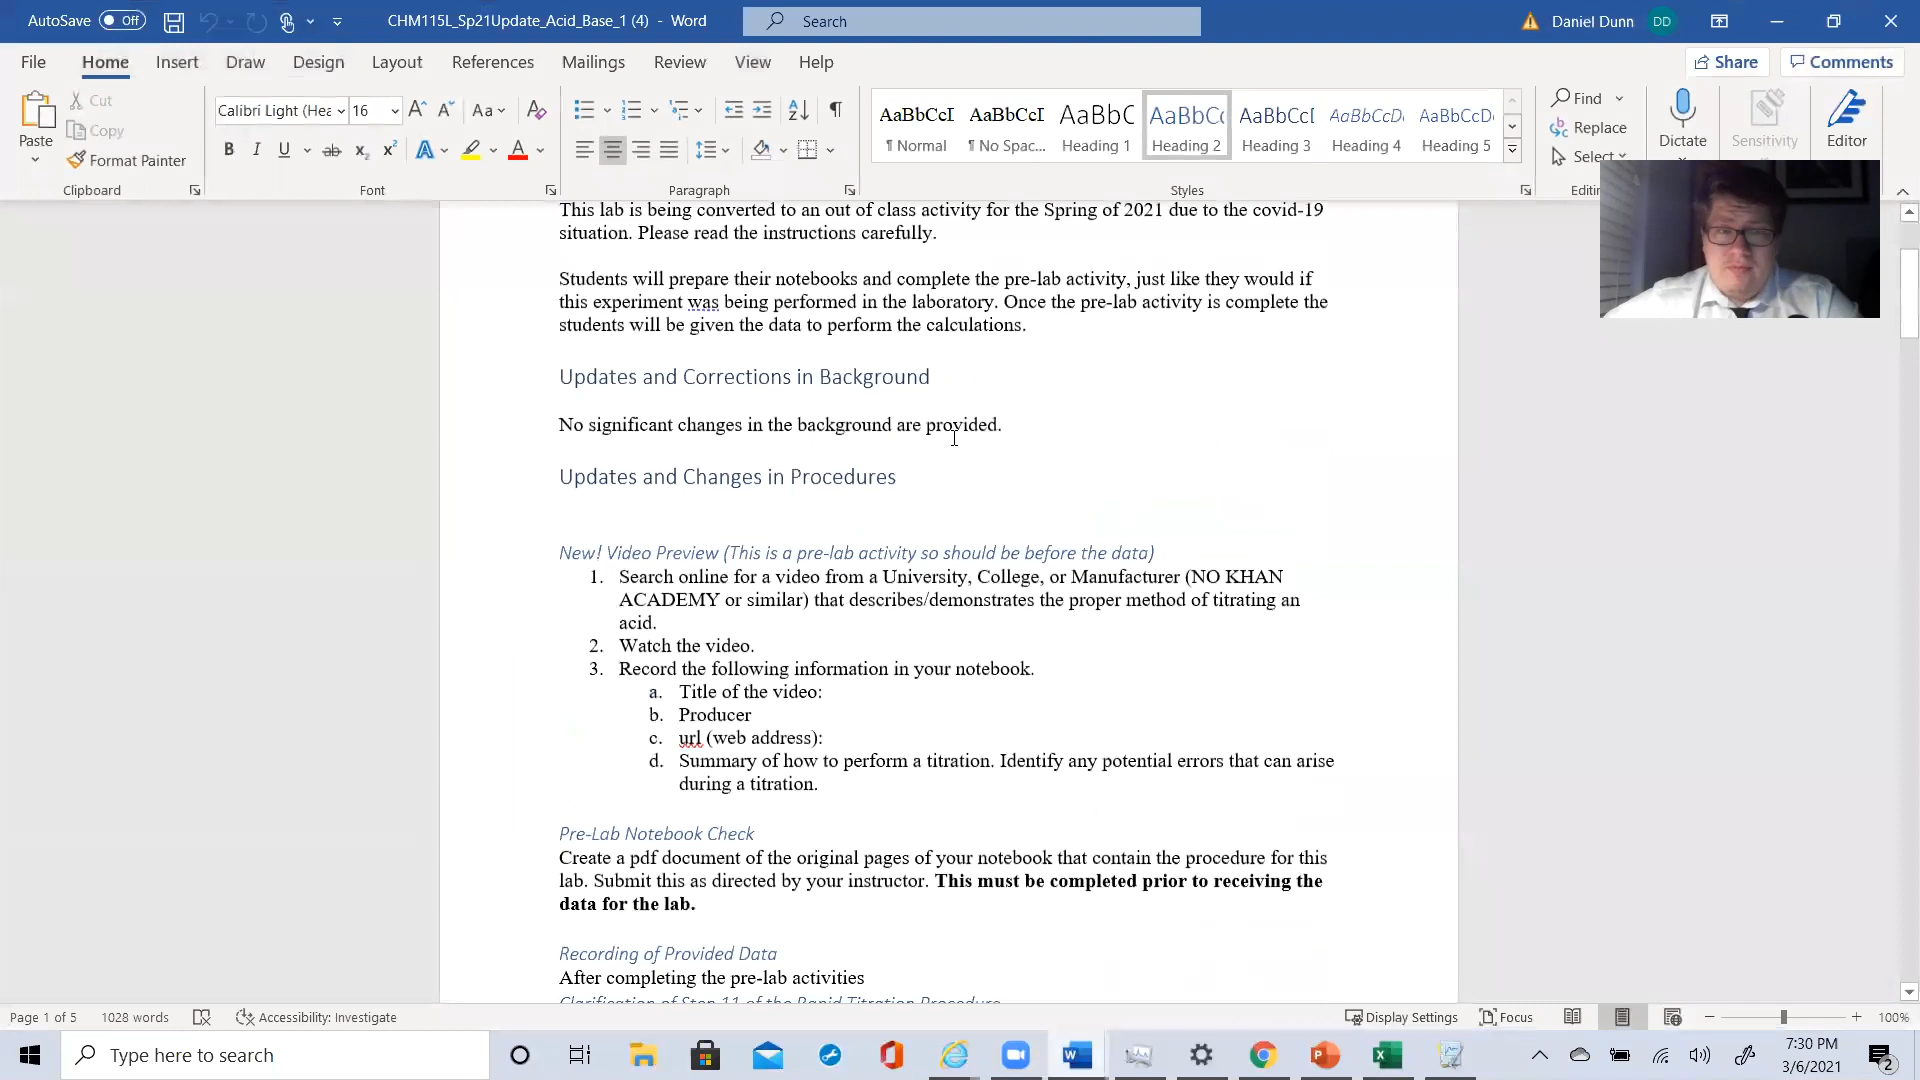 AutoSave Off CHM115L_Sp21Update_Acid_Base_1 (4) - Word Search Daniel Dunn DD
File Home Insert Draw Design Layout References Mailings Review View Help Share Comments
Paste Cut Copy Format Painter
Clipboard
Calibri Light (Hea 16
Font
Paragraph
AaBbCcI AaBbCcI AaBbC AaBbCc AaBbCcI AaBbCcD AaBbCcD
¶ Normal ¶ No Spac... Heading 1 Heading 2 Heading 3 Heading 4 Heading 5
Styles
Find
Replace
Select
Dictate Sensitivity Editor
This lab is being converted to an out of class activity for the Spring of 2021 due to the covid-19
situation. Please read the instructions carefully.
Students will prepare their notebooks and complete the pre-lab activity, just like they would if
this experiment was being performed in the laboratory. Once the pre-lab activity is complete the
students will be given the data to perform the calculations.
Updates and Corrections in Background
No significant changes in the background are provided.
Updates and Changes in Procedures
New! Video Preview (This is a pre-lab activity so should be before the data)
1. Search online for a video from a University, College, or Manufacturer (NO KHAN
ACADEMY or similar) that describes/demonstrates the proper method of titrating an
acid.
2. Watch the video.
3. Record the following information in your notebook.
a. Title of the video:
b. Producer
c. url (web address):
d. Summary of how to perform a titration. Identify any potential errors that can arise
during a titration.
Pre-Lab Notebook Check
Create a pdf document of the original pages of your notebook that contain the procedure for this
lab. Submit this as directed by your instructor. This must be completed prior to receiving the
data for the lab.
Recording of Provided Data
After completing the pre-lab activities
Clarification of Step 11 of the Rapid Titration Procedure
Page 1 of 5 1028 words Accessibility: Investigate Display Settings Focus 100%
Type here to search 7:30 PM
3/6/2021 2